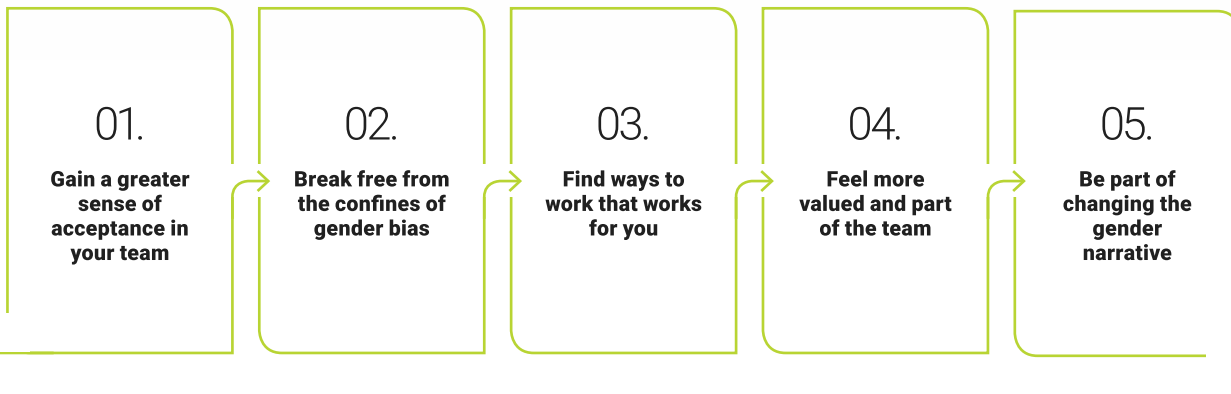 01.
Gain a greater
sense of
acceptance in
your team
02.
Break free from
the confines of
gender bias
03.
Find ways to
work that works
for you
04.
Feel more
valued and part
of the team
05.
Be part of
changing the
gender
narrative